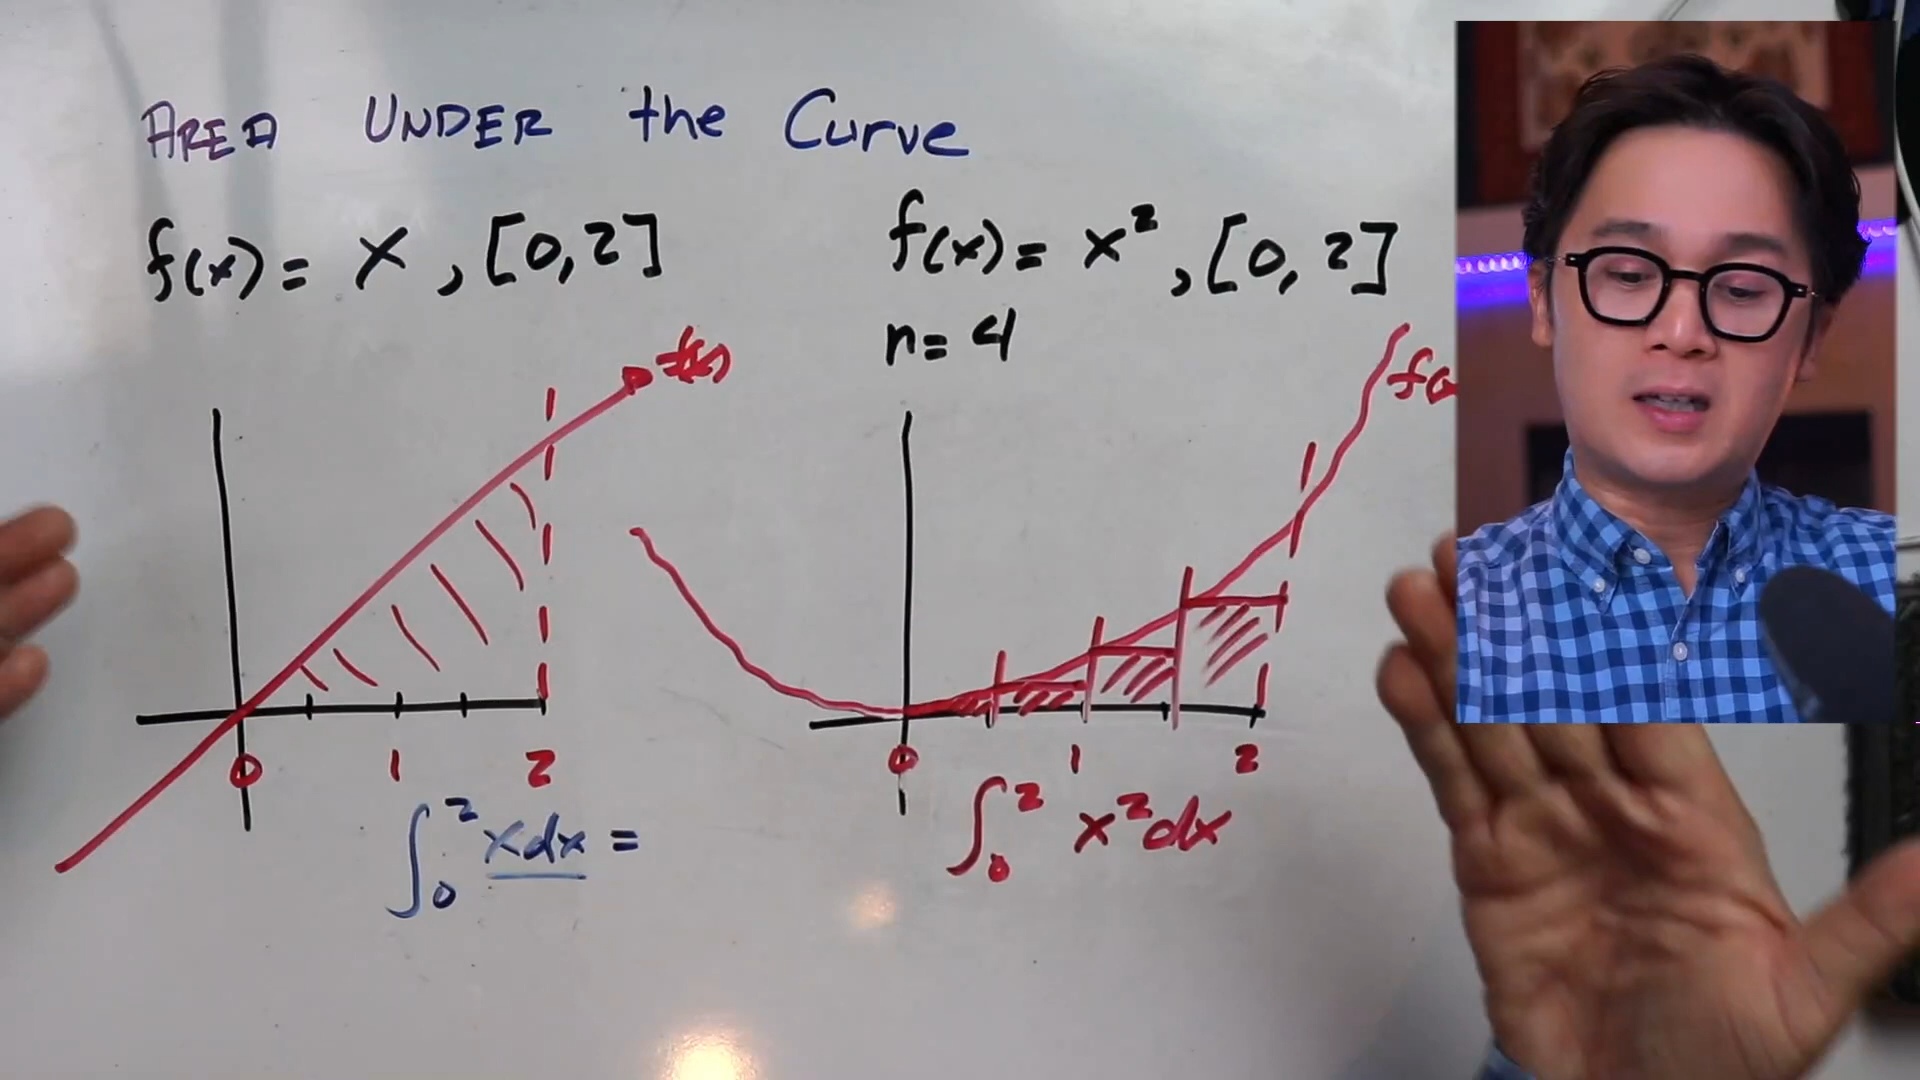 AREA UNDER the Curve
f(x) = x , [0,2]
f(x) = x² , [0, 2]
n = 4
f(x)
0 1 2
0 1 2
∫₀² x dx =
∫₀² x² dx